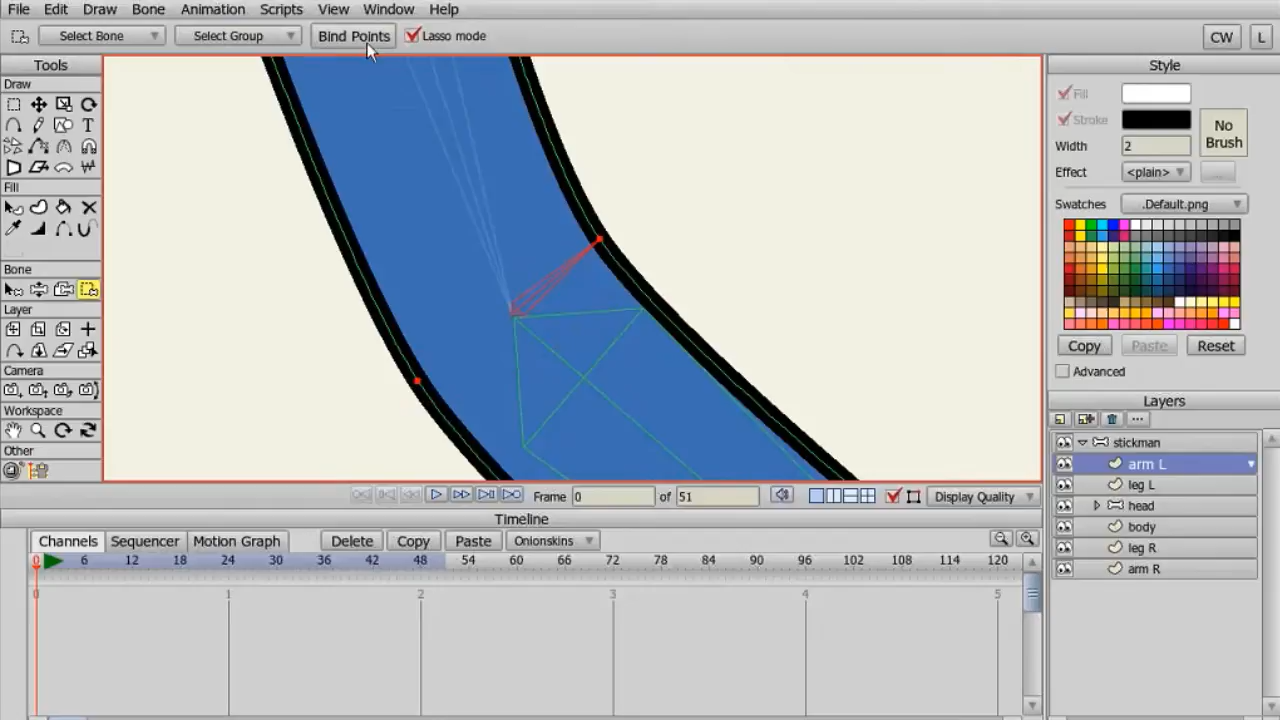 File Edit Draw Bone Animation Scripts View Window Help
Select Bone Select Group Bind Points Lasso mode CW L
Tools
Draw
T
Fill
Bone
Layer
Camera
Workspace
Other
Style
Fill
Stroke
No Brush
Width 2
Effect <plain> ...
Swatches .Default.png
Copy Paste Reset
Advanced
Layers
...
stickman
arm L
leg L
head
body
leg R
arm R
Frame 0 of 51 Display Quality
Timeline
Channels Sequencer Motion Graph Delete Copy Paste Onionskins
0 6 12 18 24 30 36 42 48 54 60 66 72 78 84 90 96 102 108 114 120
0 1 2 3 4 5